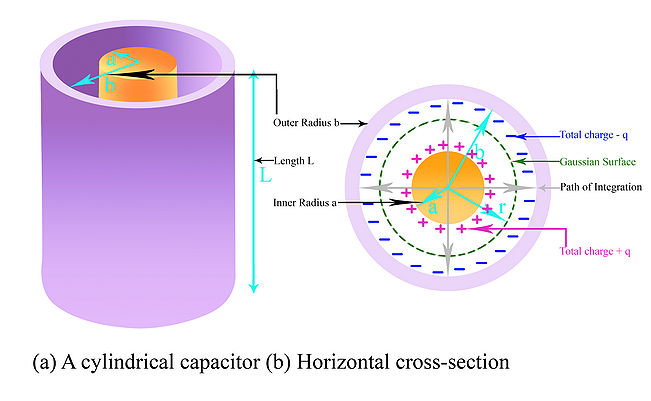 a
b
Outer Radius b
Length L
L
Inner Radius a
b
a
r
Total charge - q
Gaussian Surface
Path of Integration
Total charge + q
(a) A cylindrical capacitor (b) Horizontal cross-section